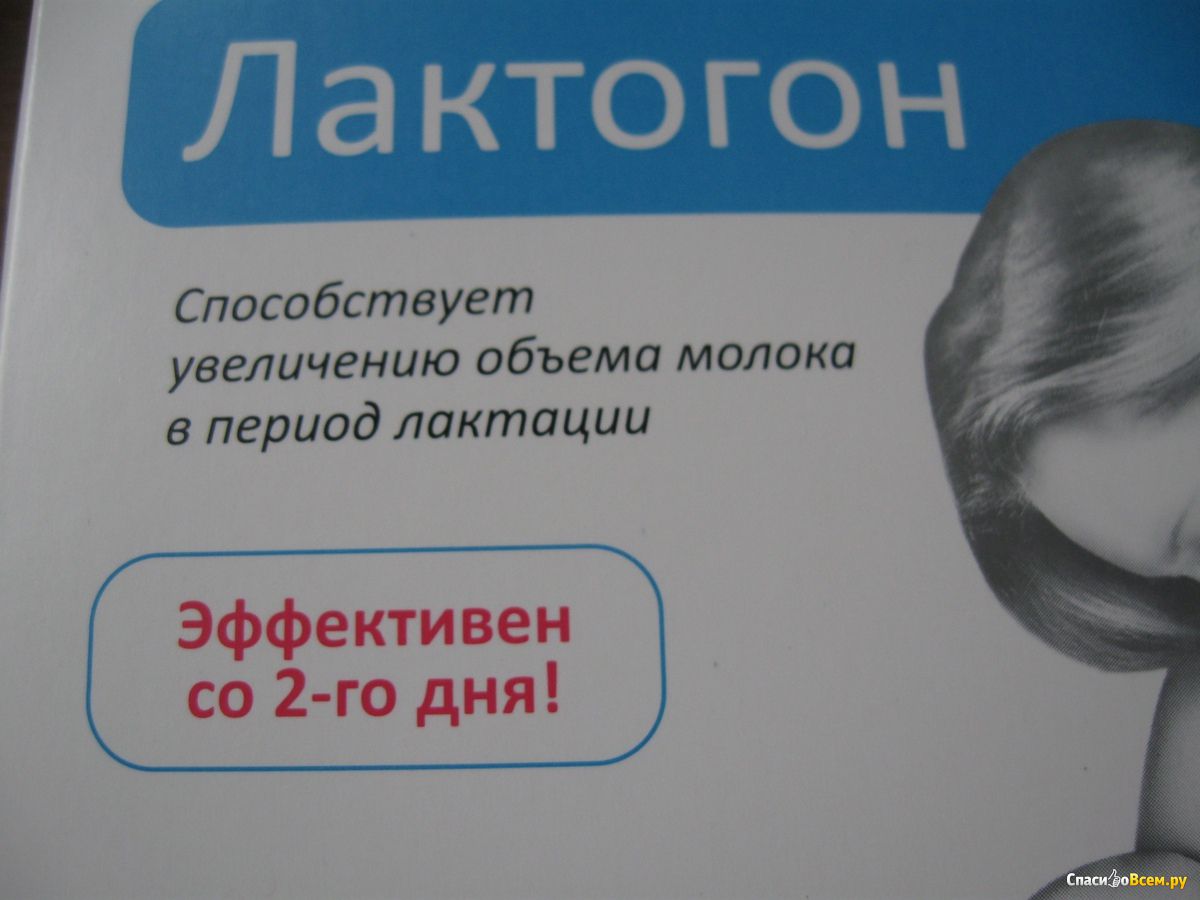 Лактогон
Способствует
увеличению объема молока
в период лактации
Эффективен
со 2-го дня!
СпасибоВсем.ру